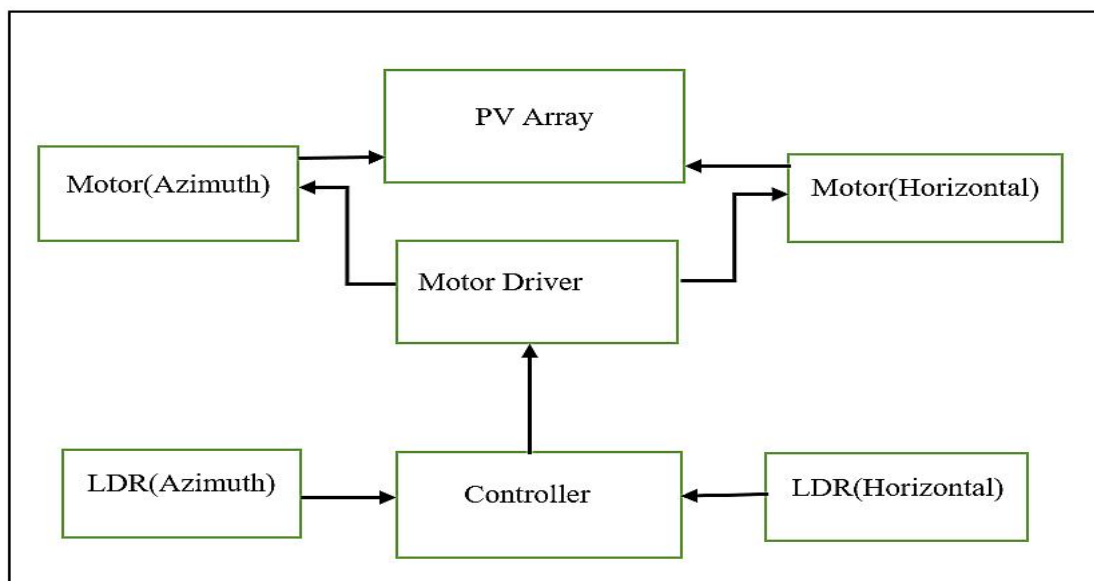 PV Array
Motor(Azimuth)
Motor(Horizontal)
Motor Driver
LDR(Azimuth)
Controller
LDR(Horizontal)